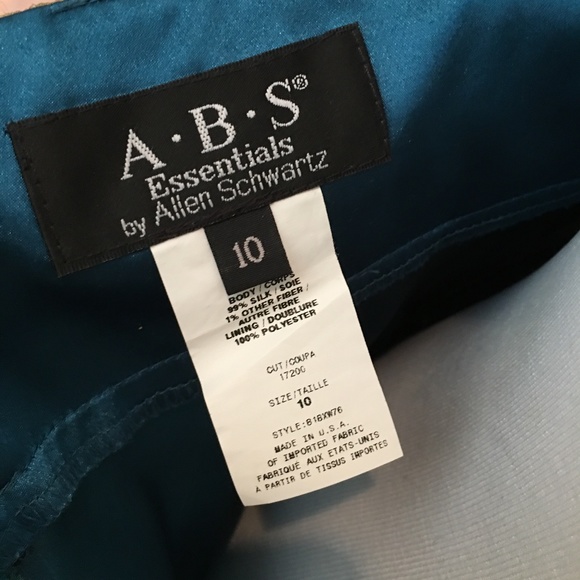 A·B·S®
Essentials
by Allen Schwartz
10
BODY/CORPS
99% SILK/SOIE
1% OTHER FIBER/
AUTRE FIBRE
LINING/DOUBLURE
100% POLYESTER
CUT/COUPA
17200
SIZE/TAILLE
10
STYLE:B1BXW76
MADE IN U.S.A.
OF IMPORTED FABRIC
FABRIQUE AUX ETATS-UNIS
A PARTIR DE TISSUS IMPORTES